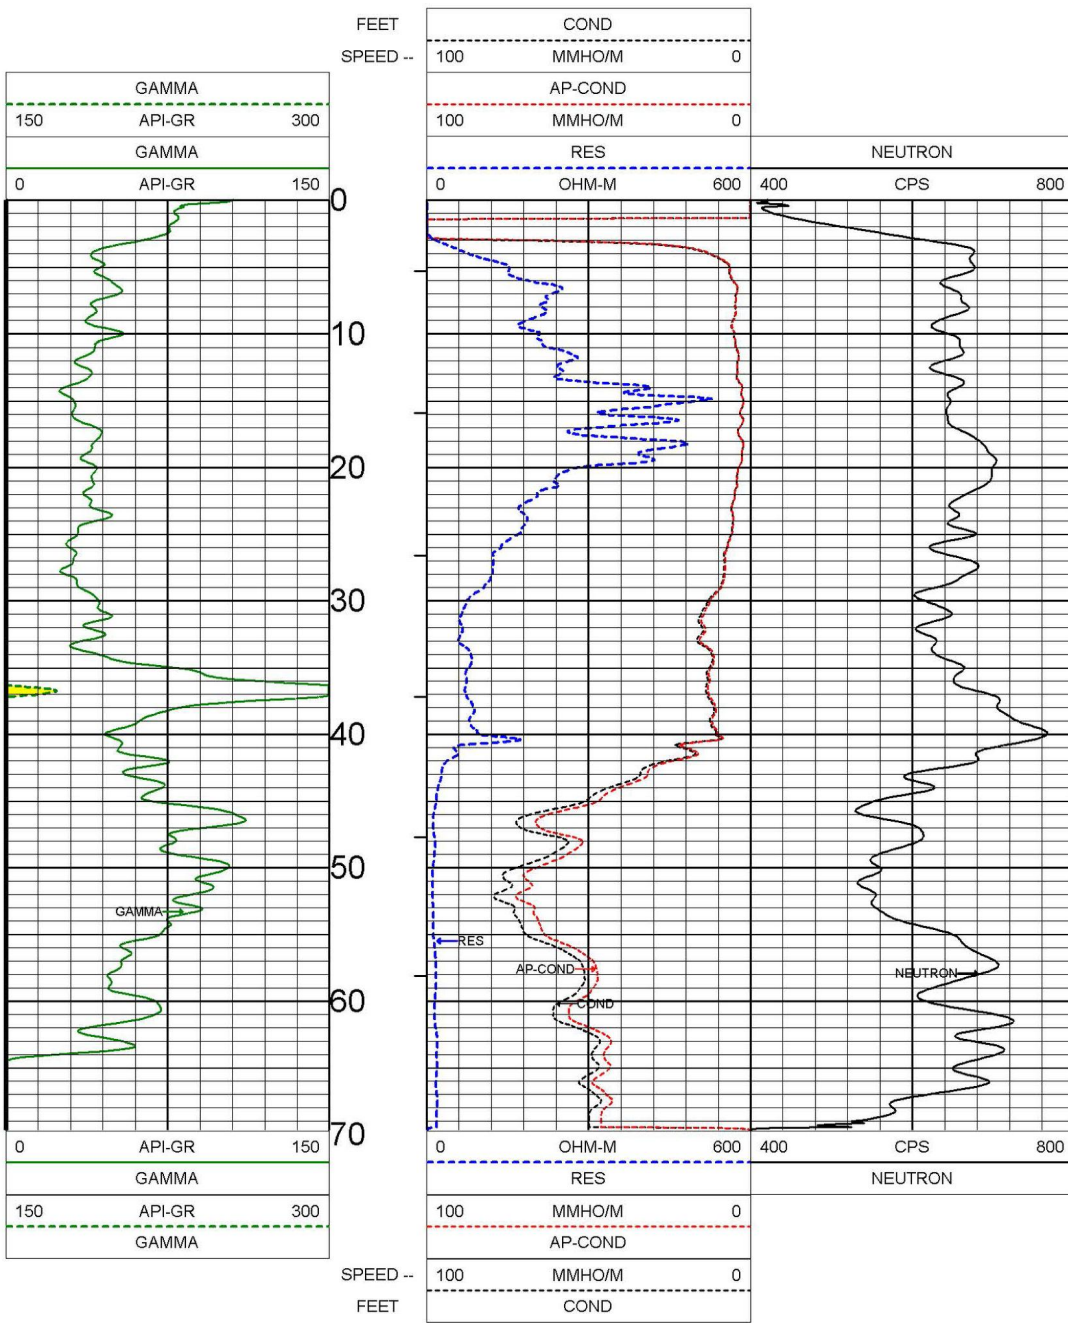 FEET COND
SPEED -- 100 MMHO/M 0
GAMMA AP-COND
150 API-GR 300 100 MMHO/M 0
GAMMA RES NEUTRON
0 API-GR 150 0 OHM-M 600 400 CPS 800
0
10
20
30
40
50
GAMMA
RES
AP-COND
NEUTRON
60
COND
70
0 API-GR 150 0 OHM-M 600 400 CPS 800
GAMMA RES NEUTRON
150 API-GR 300 100 MMHO/M 0
GAMMA AP-COND
SPEED -- 100 MMHO/M 0
FEET COND